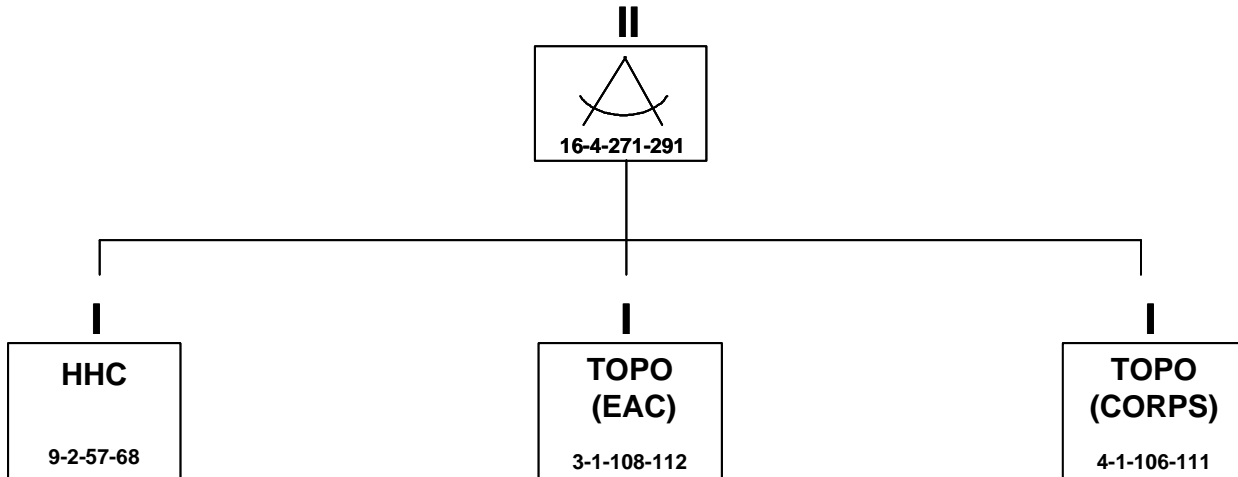 II
16-4-271-291
I
I
I
HHC
9-2-57-68
TOPO
(EAC)
3-1-108-112
TOPO
(CORPS)
4-1-106-111